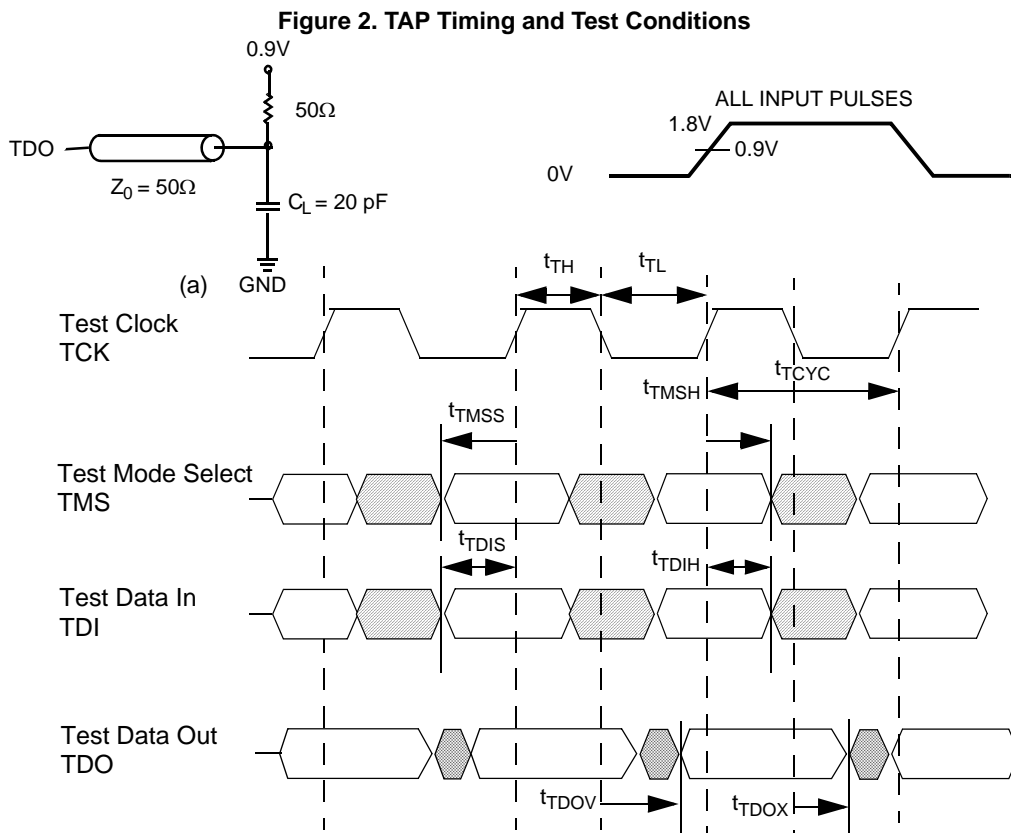 Figure 2. TAP Timing and Test Conditions
0.9V
50Ω
TDO
Z0 = 50Ω
CL = 20 pF
GND
(a)
ALL INPUT PULSES
1.8V
0.9V
0V
tTH
tTL
Test Clock
TCK
tTCYC
tTMSH
tTMSS
Test Mode Select
TMS
tTDIS
tTDIH
Test Data In
TDI
Test Data Out
TDO
tTDOV
tTDOX